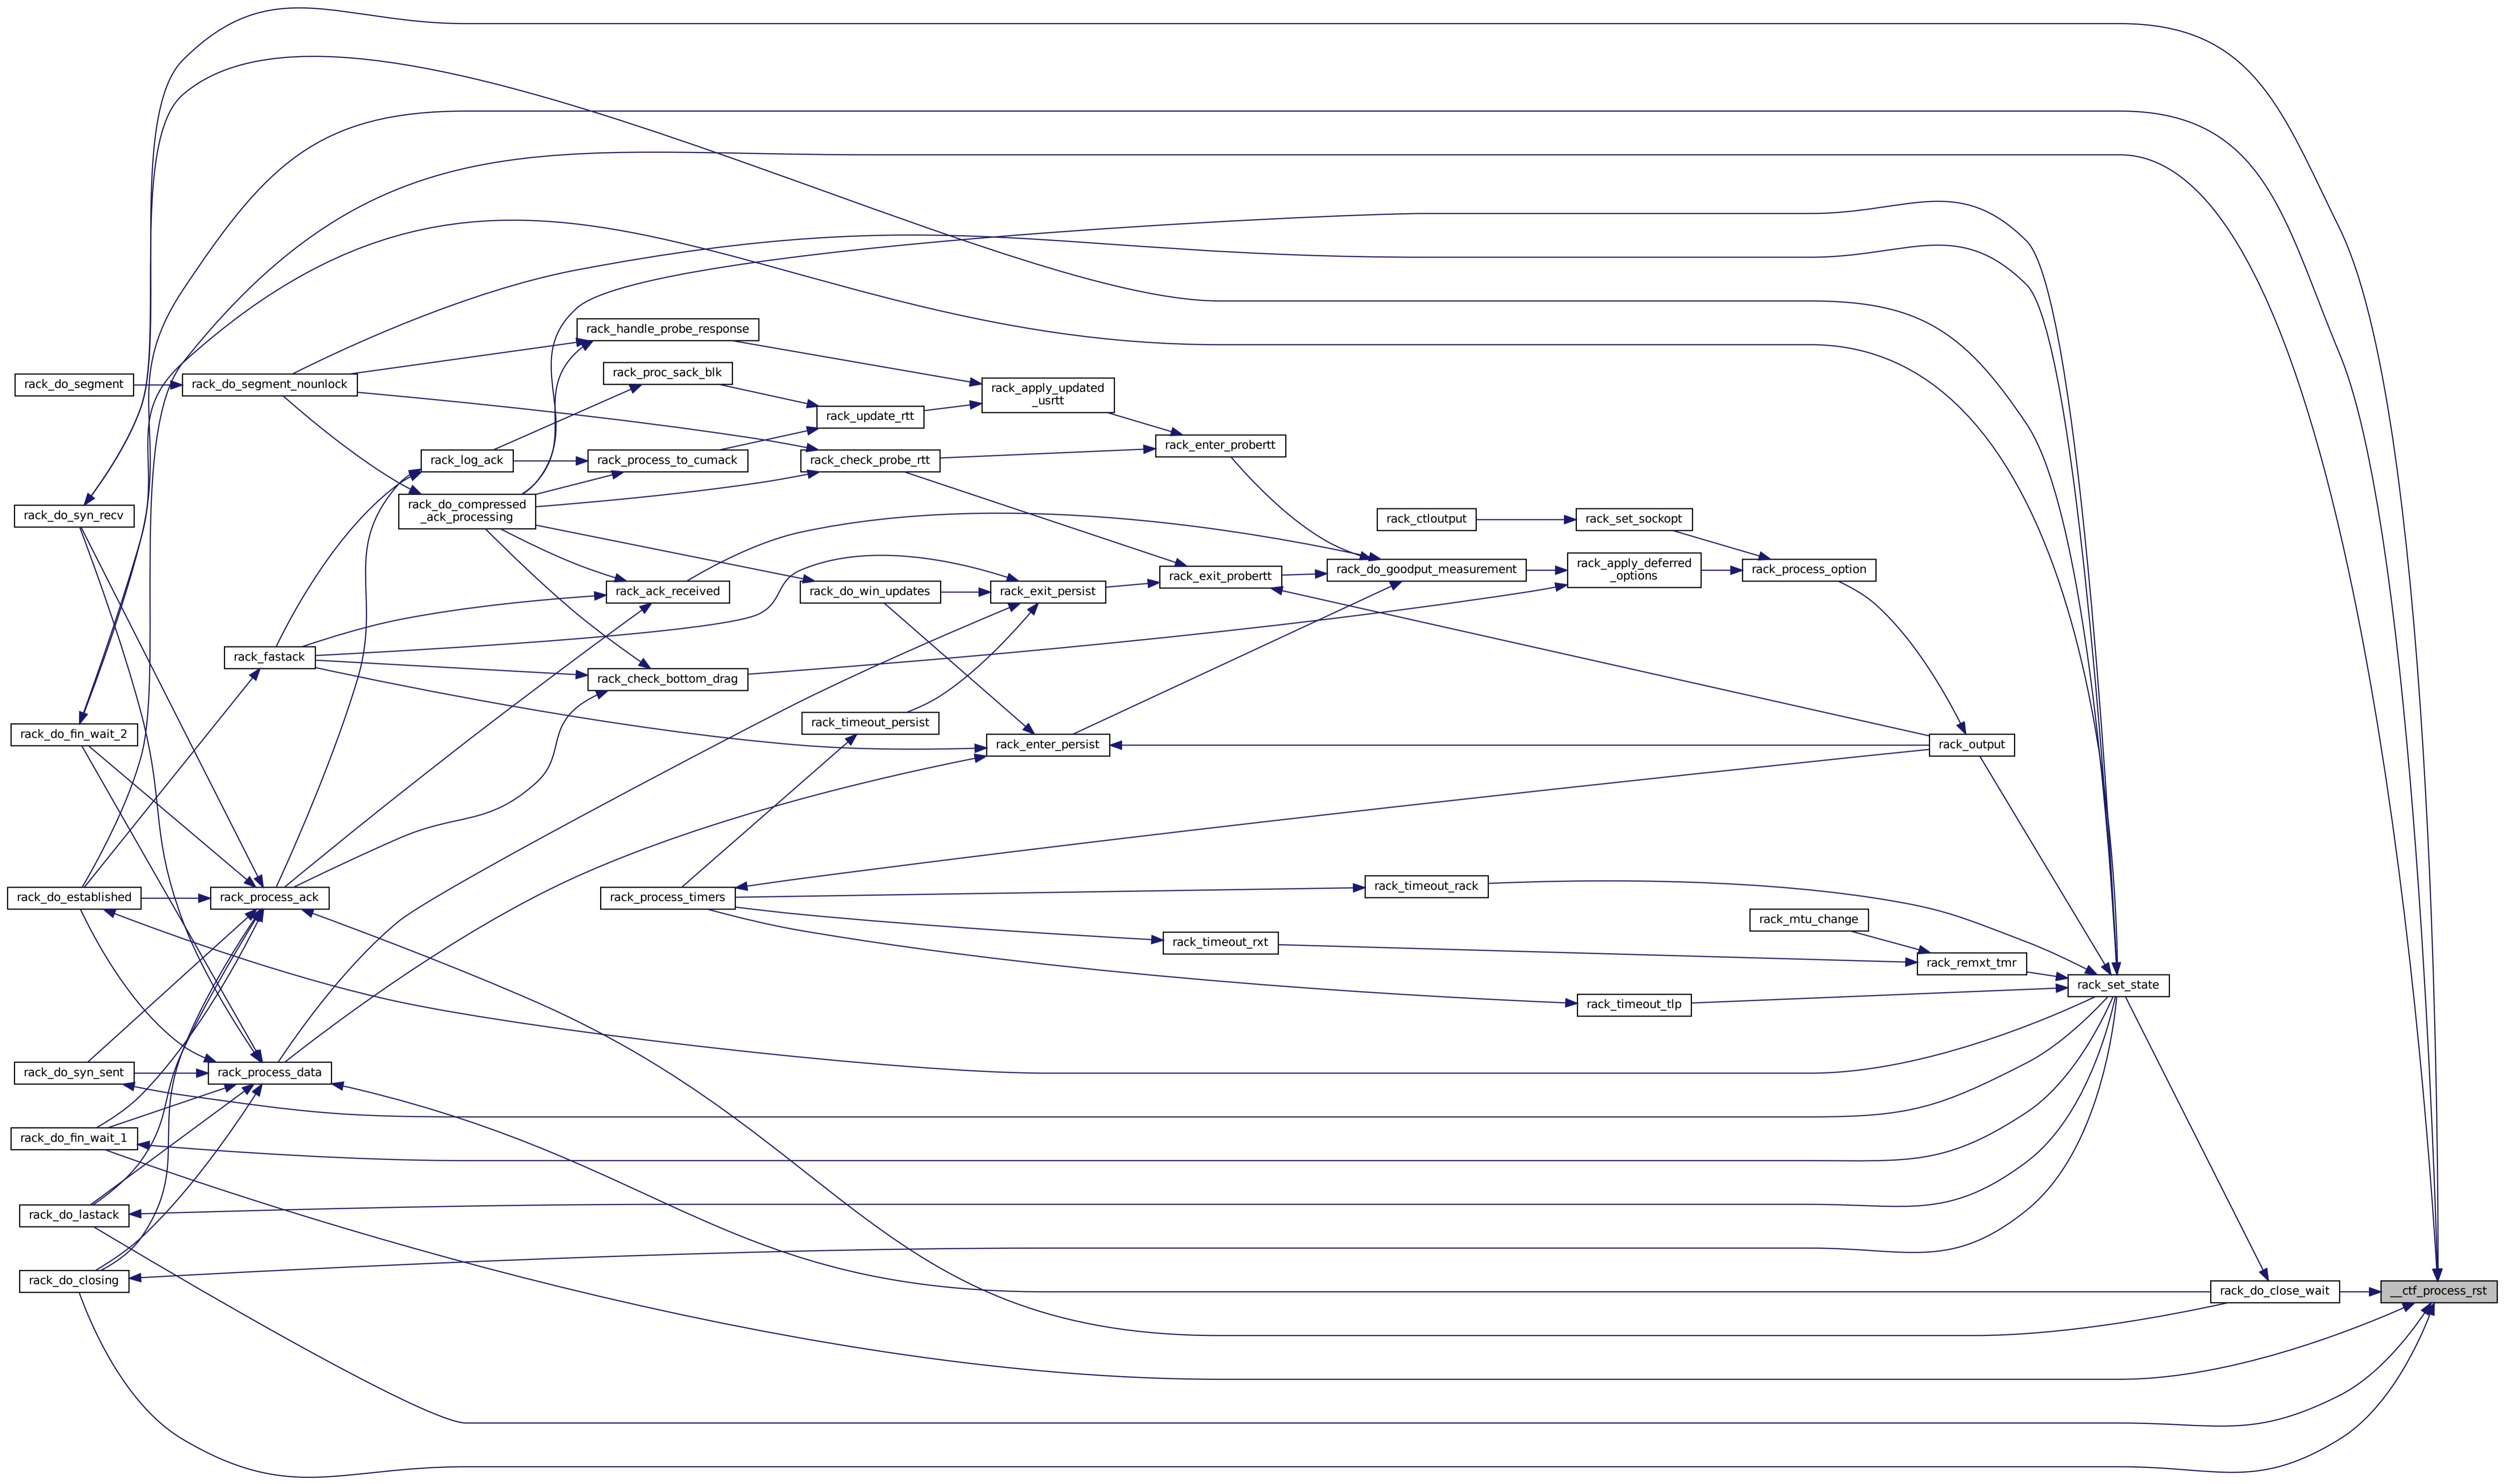 rack_handle_probe_response
rack_proc_sack_blk
rack_do_segment
rack_do_segment_nounlock
rack_apply_updated
_usrtt
rack_update_rtt
rack_enter_probertt
rack_log_ack
rack_process_to_cumack
rack_check_probe_rtt
rack_do_compressed
_ack_processing
rack_do_syn_recv
rack_ctloutput
rack_set_sockopt
rack_ack_received
rack_do_win_updates
rack_exit_persist
rack_exit_probertt
rack_do_goodput_measurement
rack_apply_deferred
_options
rack_process_option
rack_fastack
rack_check_bottom_drag
rack_do_fin_wait_2
rack_timeout_persist
rack_enter_persist
rack_output
rack_do_established
rack_process_ack
rack_process_timers
rack_timeout_rack
rack_mtu_change
rack_timeout_rxt
rack_remxt_tmr
rack_set_state
rack_timeout_tlp
rack_do_syn_sent
rack_process_data
rack_do_fin_wait_1
rack_do_lastack
rack_do_closing
rack_do_close_wait
__ctf_process_rst